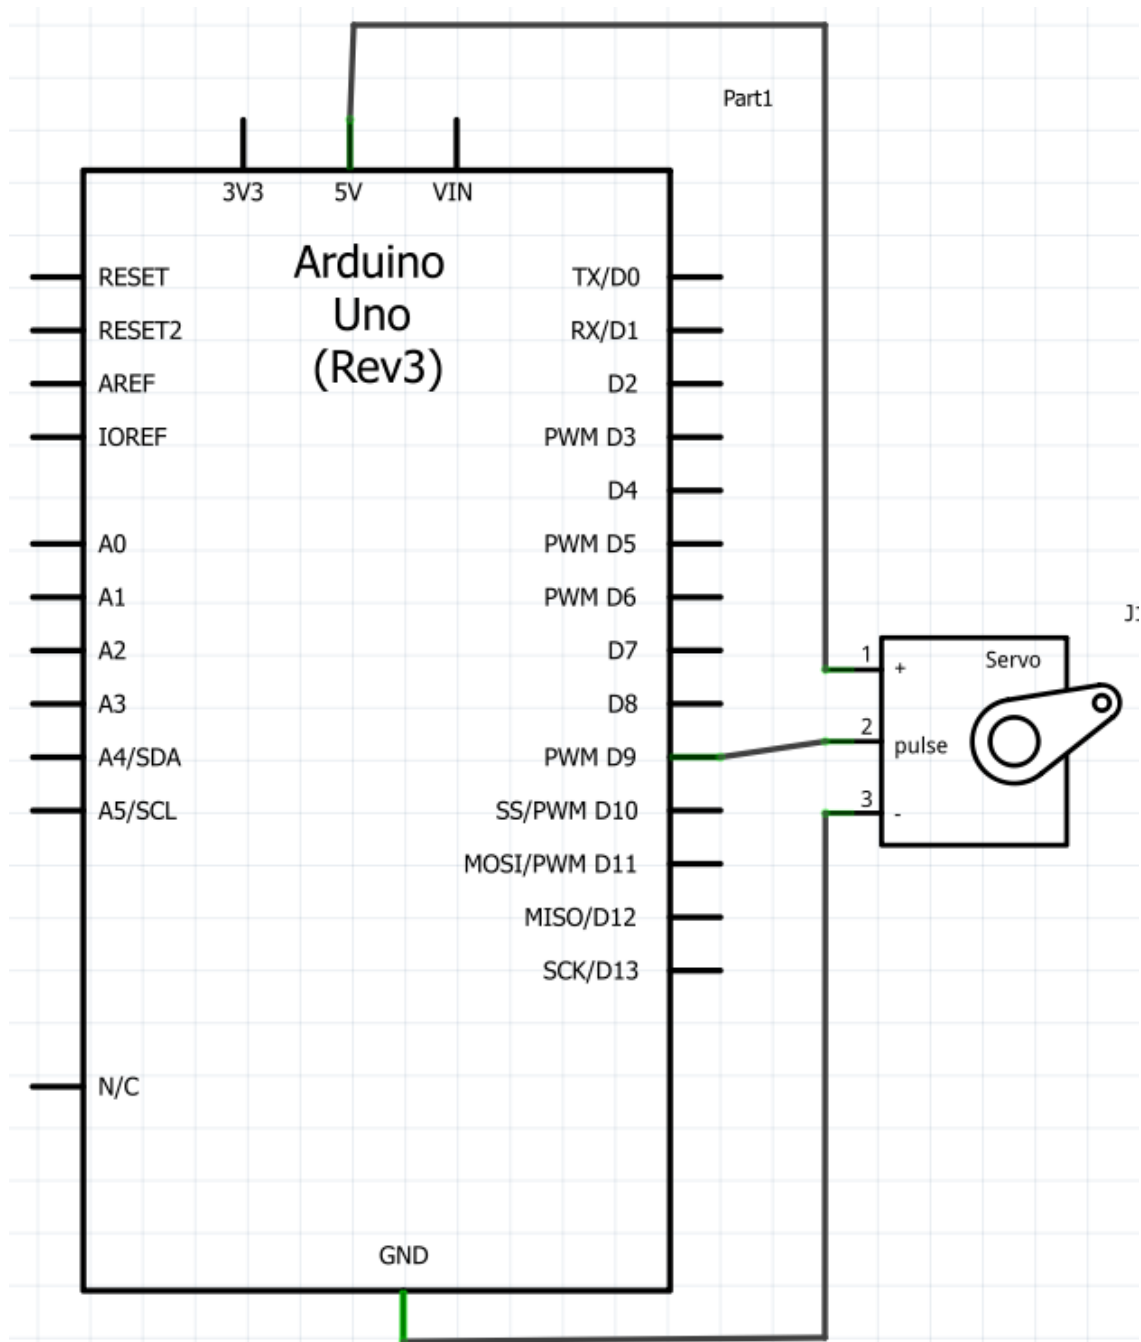 Part1
3V3
5V
VIN
Arduino
Uno
(Rev3)
RESET
RESET2
AREF
IOREF
A0
A1
A2
A3
A4/SDA
A5/SCL
N/C
TX/D0
RX/D1
D2
PWM D3
D4
PWM D5
PWM D6
D7
D8
PWM D9
SS/PWM D10
MOSI/PWM D11
MISO/D12
SCK/D13
GND
1
+
Servo
2
pulse
3
-